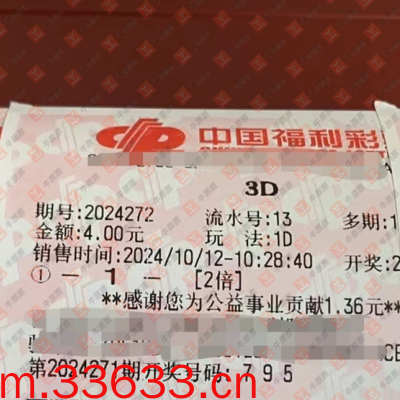 中国福利彩
3D
期号:2024272 流水号:13 多期:1
金额:4.00元 玩 法:1D
销售时间:2024/10/12-10:28:40 开奖:2
① — 1 — [2倍]
**感谢您为公益事业贡献1.36元**
第2024271期开奖号码: 7 9 5
m.33633.cn